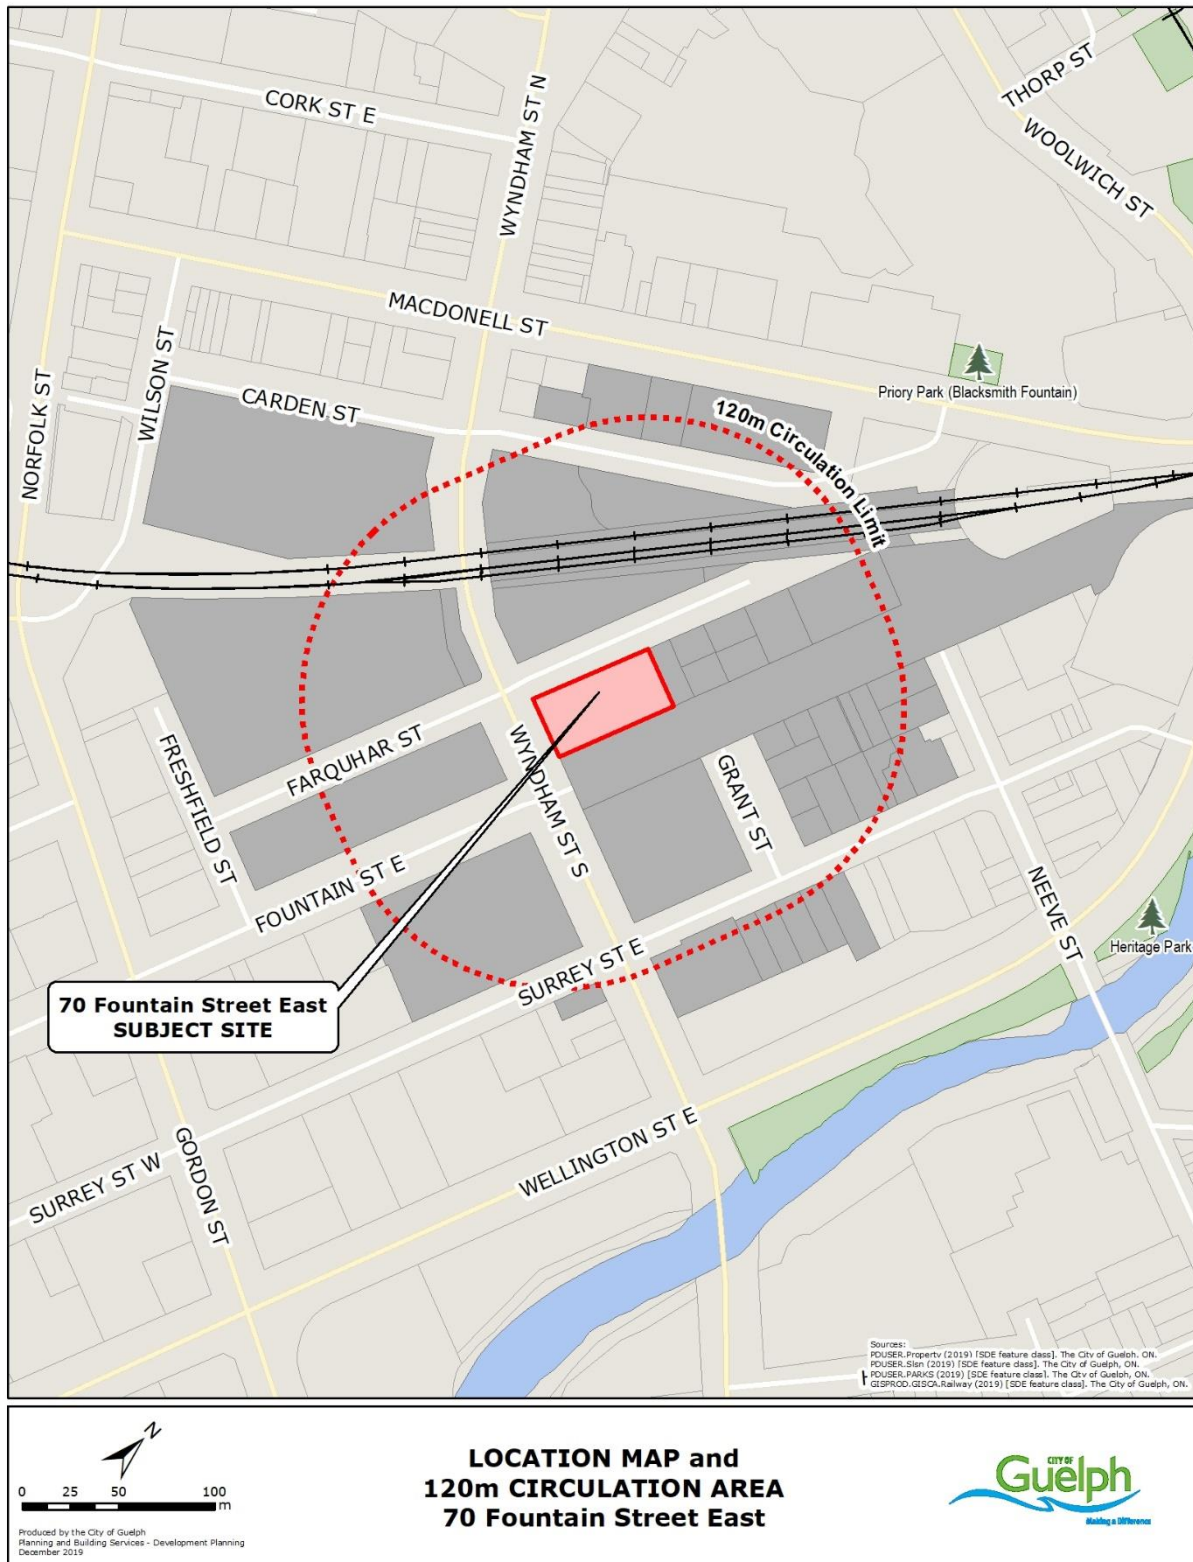 CORK ST E
WYNDHAM ST N
THORP ST
WOOLWICH ST
MACDONELL ST
NORFOLK ST
WILSON ST
CARDEN ST
Priory Park (Blacksmith Fountain)
120m Circulation Limit
FARQUHAR ST
FRESHFIELD ST
WYNDHAM ST S
GRANT ST
FOUNTAIN ST E
NEEVE ST
Heritage Park
SURREY ST E
70 Fountain Street East
SUBJECT SITE
WELLINGTON ST E
SURREY ST W
GORDON ST
Sources:
PDUSER.Property (2019) [SDE feature class]. The City of Guelph, ON.
PDUSER.Slsn (2019) [SDE feature class]. The City of Guelph, ON.
PDUSER.PARKS (2019) [SDE feature class]. The City of Guelph, ON.
GISPROD.GISCA.Railway (2019) [SDE feature class]. The City of Guelph, ON.
N
0 25 50 100
m
Produced by the City of Guelph
Planning and Building Services - Development Planning
December 2019
LOCATION MAP and
120m CIRCULATION AREA
70 Fountain Street East
CITY OF
Guelph
Making a Difference